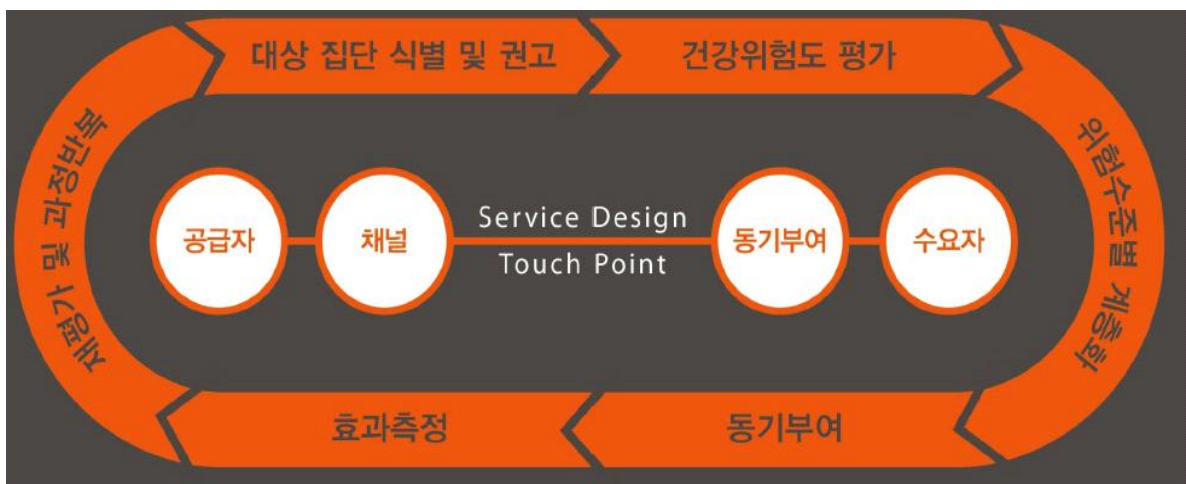 대상 집단 식별 및 권고
건강위험도 평가
위험수준별 계층화
동기부여
효과측정
재평가 및 과정반복
공급자
채널
Service Design
Touch Point
동기부여
수요자